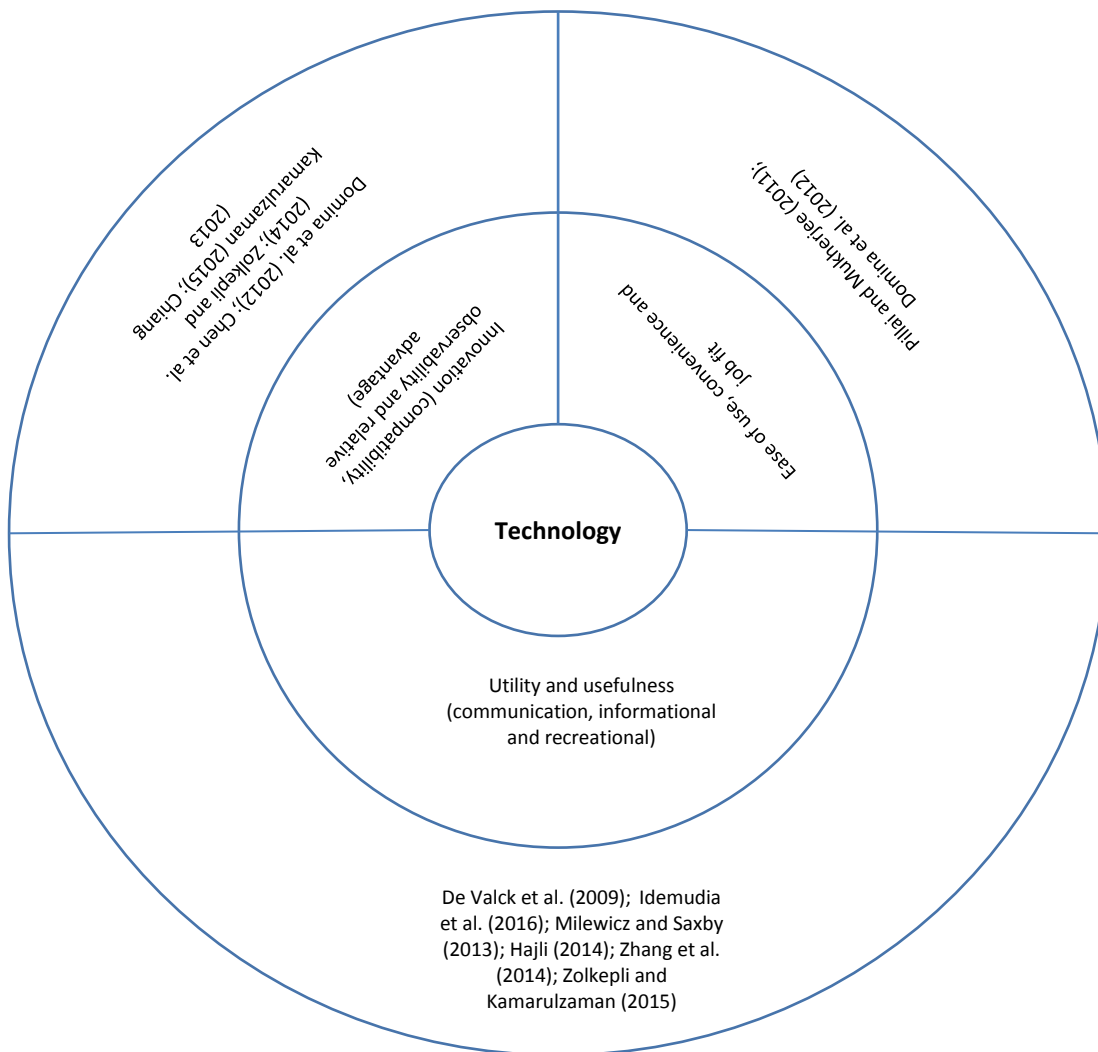 Domina et al. (2012); Chen et al.
(2014); Zolkepli and
Kamarulzaman (2015); Chiang
(2013
Pillai and Mukherjee (2011);
Domina et al. (2012)
Innovation (compatibility,
observability and relative
advantage)
Ease of use, convenience and
job fit
Technology
Utility and usefulness
(communication, informational
and recreational)
De Valck et al. (2009); Idemudia
et al. (2016); Milewicz and Saxby
(2013); Hajli (2014); Zhang et al.
(2014); Zolkepli and
Kamarulzaman (2015)